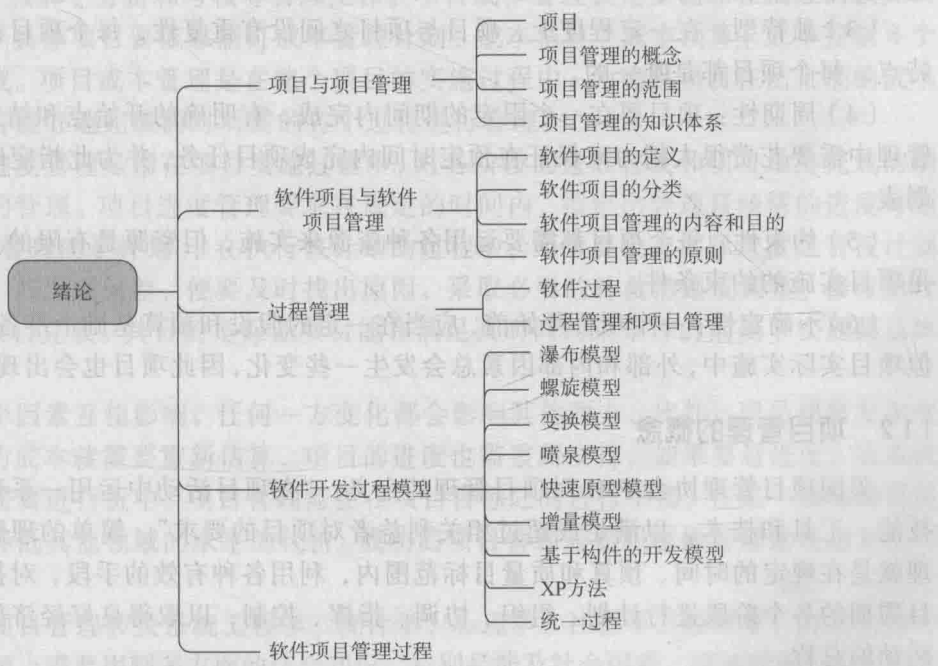 绪论
项目与项目管理
项目
项目管理的概念
项目管理的范围
项目管理的知识体系
软件项目与软件
项目管理
软件项目的定义
软件项目的分类
软件项目管理的内容和目的
软件项目管理的原则
过程管理
软件过程
过程管理和项目管理
软件开发过程模型
瀑布模型
螺旋模型
变换模型
喷泉模型
快速原型模型
增量模型
基于构件的开发模型
XP方法
统一过程
软件项目管理过程